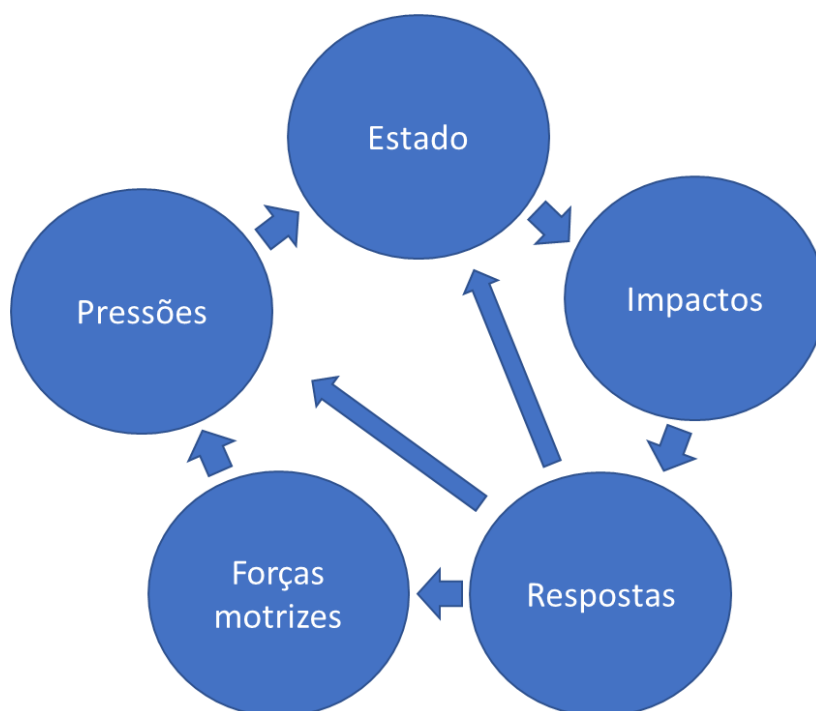 Estado
Pressões
Impactos
Forças
motrizes
Respostas